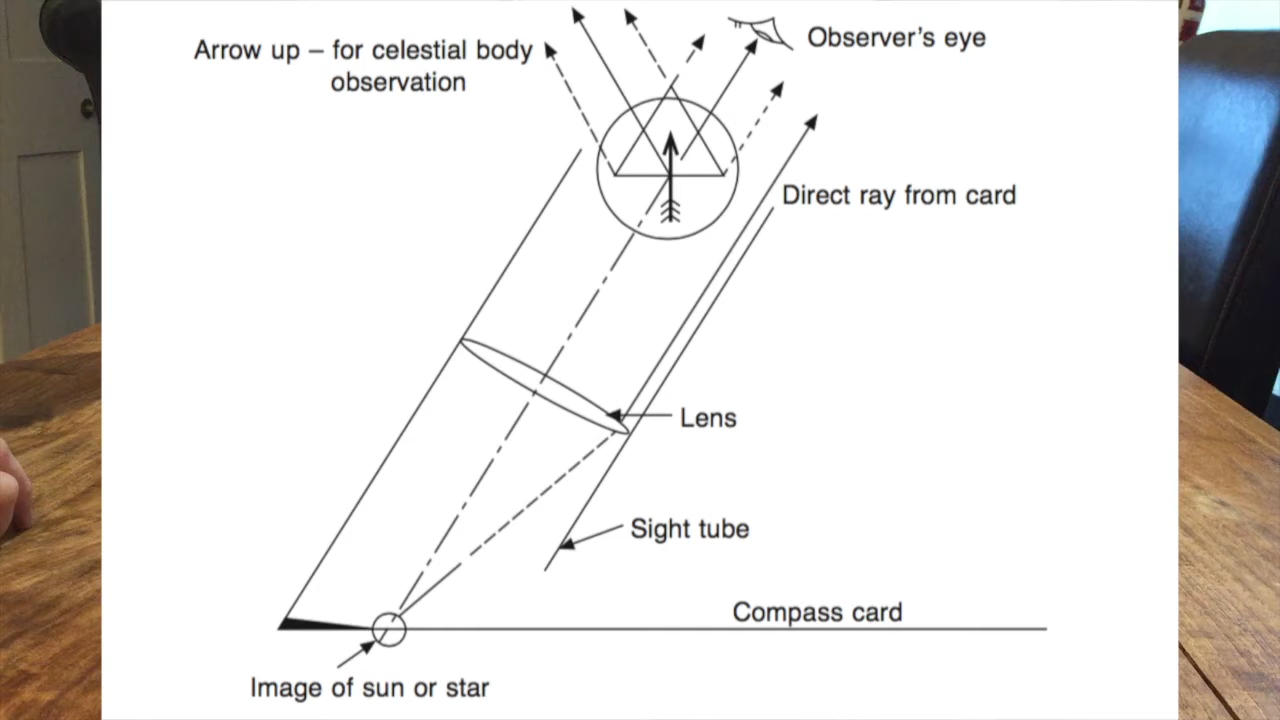 Arrow up – for celestial body
observation
Observer's eye
Direct ray from card
Lens
Sight tube
Compass card
Image of sun or star